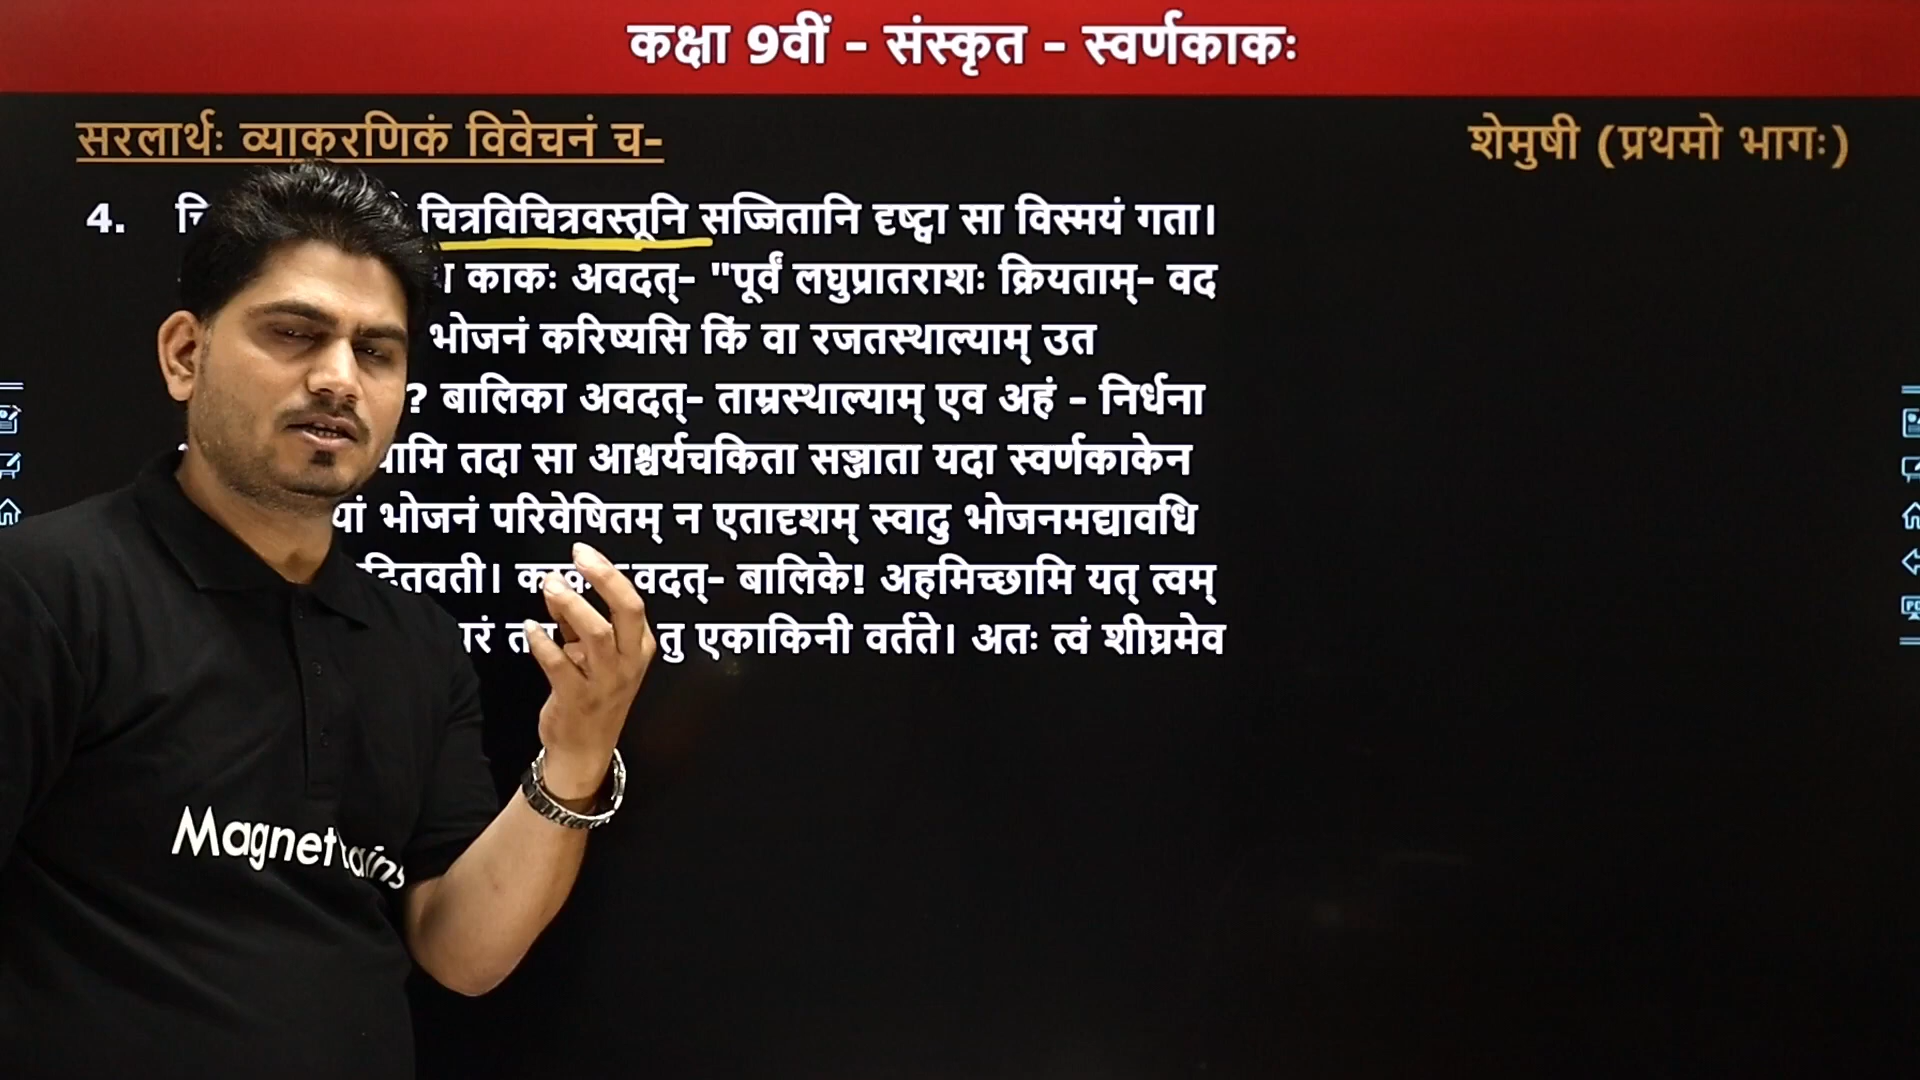 कक्षा 9वीं - संस्कृत - स्वर्णकाकः
सरलार्थः व्याकरणिकं विवेचनं च-
शेमुषी (प्रथमो भागः)
4. चित्रविचित्रवस्तूनि सज्जितानि दृष्ट्वा सा विस्मयं गता।
काकः अवदत्- "पूर्वं लघुप्रातराशः क्रियताम्- वद
भोजनं करिष्यसि किं वा रजतस्थाल्याम् उत
? बालिका अवदत्- ताम्रस्थाल्याम् एव अहं - निर्धना
तदा सा आश्चर्यचकिता सञ्जाता यदा स्वर्णकाकेन
भोजनं परिवेषितम् न एतादृशम् स्वादु भोजनमद्यावधि
बालिके! अहमिच्छामि यत् त्वम्
तु एकाकिनी वर्तते। अतः त्वं शीघ्रमेव